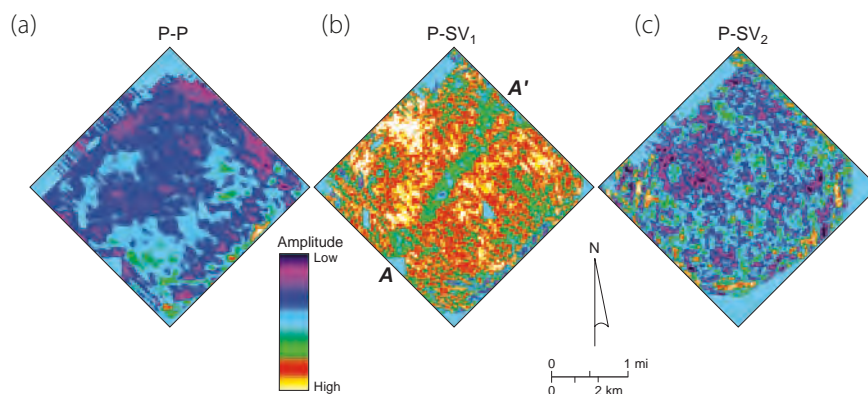 (a)
P-P
(b)
P-SV1
(c)
P-SV2
A'
A
Amplitude
Low
High
N
0 1 mi
0 2 km